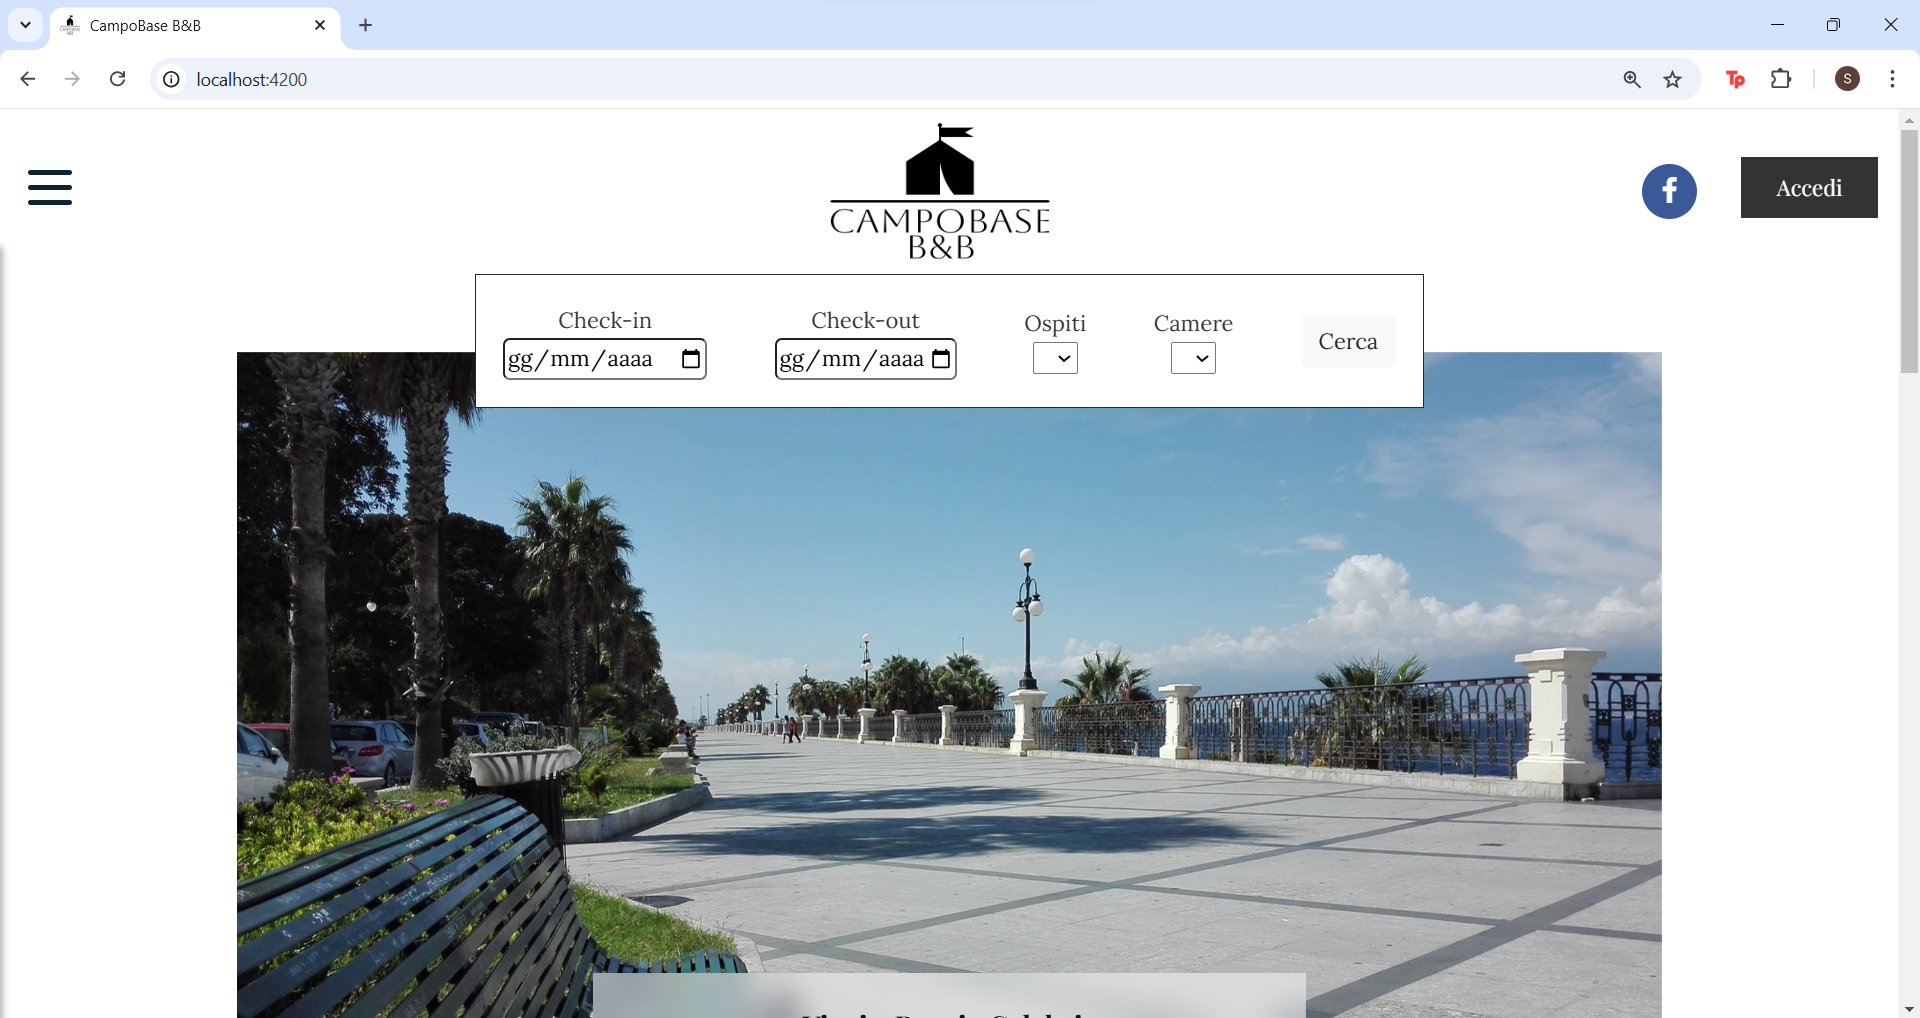 CampoBase B&B
localhost:4200
S
CAMPOBASE
B&B
Accedi
Check-in
Check-out
Ospiti
Camere
Cerca
gg/mm/aaaa
gg/mm/aaaa